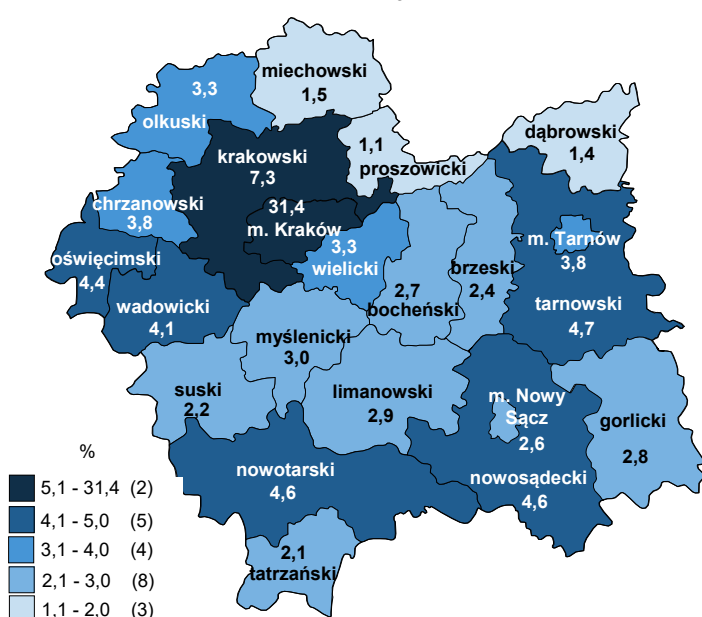 miechowski
1,5
3,3
olkuski
dąbrowski
1,4
krakowski
7,3
1,1
proszowicki
chrzanowski
3,8
31,4
m. Kraków
3,3
wielicki
m. Tarnów
3,8
oświęcimski
4,4
brzeski
2,4
2,7
bocheński
wadowicki
4,1
tarnowski
4,7
myślenicki
3,0
suski
2,2
limanowski
2,9
m. Nowy
Sącz
2,6
gorlicki
2,8
nowotarski
4,6
nowosądecki
4,6
2,1
tatrzański
%
5,1 - 31,4 (2)
4,1 - 5,0 (5)
3,1 - 4,0 (4)
2,1 - 3,0 (8)
1,1 - 2,0 (3)